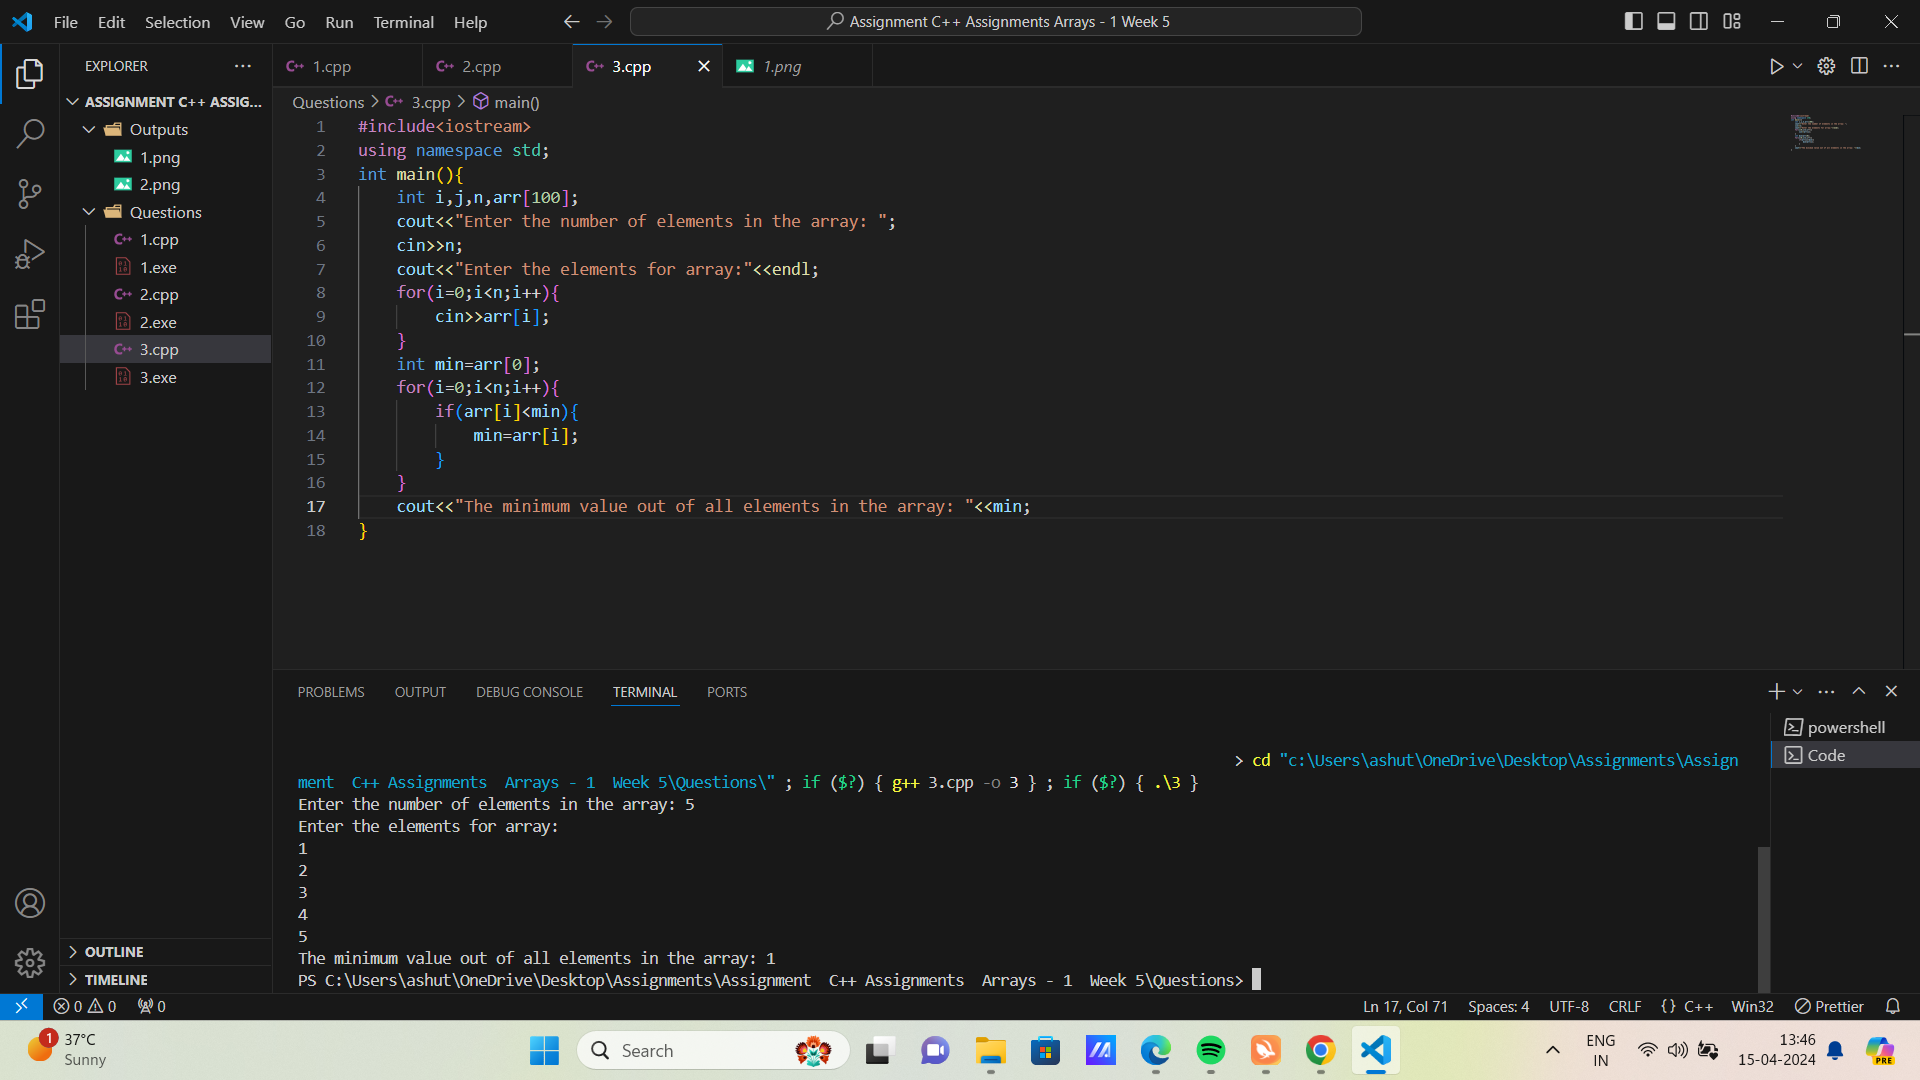 File Edit Selection View Go Run Terminal Help
Assignment C++ Assignments Arrays - 1 Week 5
EXPLORER
ASSIGNMENT C++ ASSIG...
Outputs
1.png
2.png
Questions
1.cpp
1.exe
2.cpp
2.exe
3.cpp
3.exe
OUTLINE
TIMELINE
1.cpp 2.cpp 3.cpp 1.png
Questions > 3.cpp > main()
1 #include<iostream>
2 using namespace std;
3 int main(){
4 int i,j,n,arr[100];
5 cout<<"Enter the number of elements in the array: ";
6 cin>>n;
7 cout<<"Enter the elements for array:"<<endl;
8 for(i=0;i<n;i++){
9 cin>>arr[i];
10 }
11 int min=arr[0];
12 for(i=0;i<n;i++){
13 if(arr[i]<min){
14 min=arr[i];
15 }
16 }
17 cout<<"The minimum value out of all elements in the array: "<<min;
18 }
PROBLEMS OUTPUT DEBUG CONSOLE TERMINAL PORTS
powershell
Code
> cd "c:\Users\ashut\OneDrive\Desktop\Assignments\Assign
ment  C++ Assignments  Arrays - 1  Week 5\Questions\" ; if ($?) { g++ 3.cpp -o 3 } ; if ($?) { .\3 }
Enter the number of elements in the array: 5
Enter the elements for array:
1
2
3
4
5
The minimum value out of all elements in the array: 1
PS C:\Users\ashut\OneDrive\Desktop\Assignments\Assignment  C++ Assignments  Arrays - 1  Week 5\Questions>
0 0 0 Ln 17, Col 71 Spaces: 4 UTF-8 CRLF {} C++ Win32 Prettier
1 37°C
Sunny
Search
ENG
IN
13:46
15-04-2024
PRE